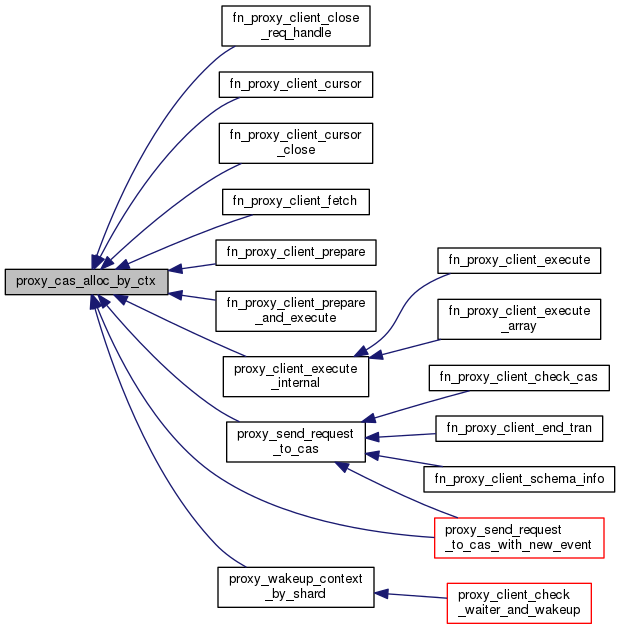 fn_proxy_client_close
_req_handle
fn_proxy_client_cursor
fn_proxy_client_cursor
_close
fn_proxy_client_fetch
fn_proxy_client_prepare
proxy_cas_alloc_by_ctx
fn_proxy_client_prepare
_and_execute
proxy_client_execute
_internal
fn_proxy_client_execute
fn_proxy_client_execute
_array
proxy_send_request
_to_cas
fn_proxy_client_check_cas
fn_proxy_client_end_tran
fn_proxy_client_schema_info
proxy_send_request
_to_cas_with_new_event
proxy_wakeup_context
_by_shard
proxy_client_check
_waiter_and_wakeup